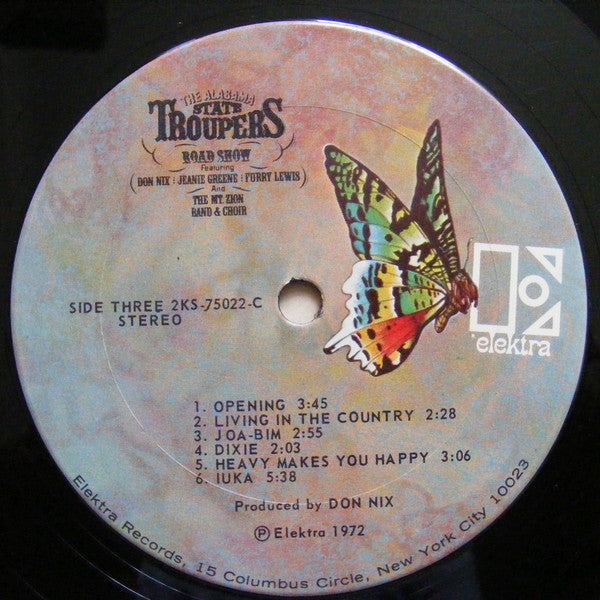 THE ALABAMA
STATE
TROUPERS
ROAD SHOW
Featuring
(DON NIX : JEANIE GREENE : FURRY LEWIS)
And
THE MT. ZION
BAND & CHOIR
SIDE THREE 2KS-75022-C
STEREO
elektra
1. OPENING 3:45
2. LIVING IN THE COUNTRY 2:28
3. JOA-BIM 2:55
4. DIXIE 2:03
5. HEAVY MAKES YOU HAPPY 3:06
6. IUKA 5:38
Produced by DON NIX
Ⓟ Elektra 1972
Elektra Records, 15 Columbus Circle, New York City 10023